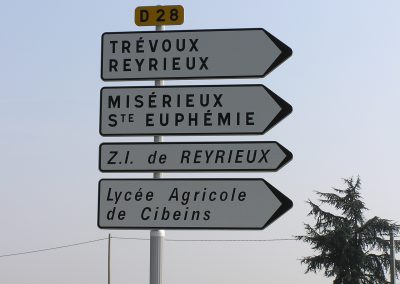 D 28
TRÉVOUX
REYRIEUX
MISÉRIEUX
STE EUPHÉMIE
Z.I. de REYRIEUX
Lycée Agricole
de Cibeins